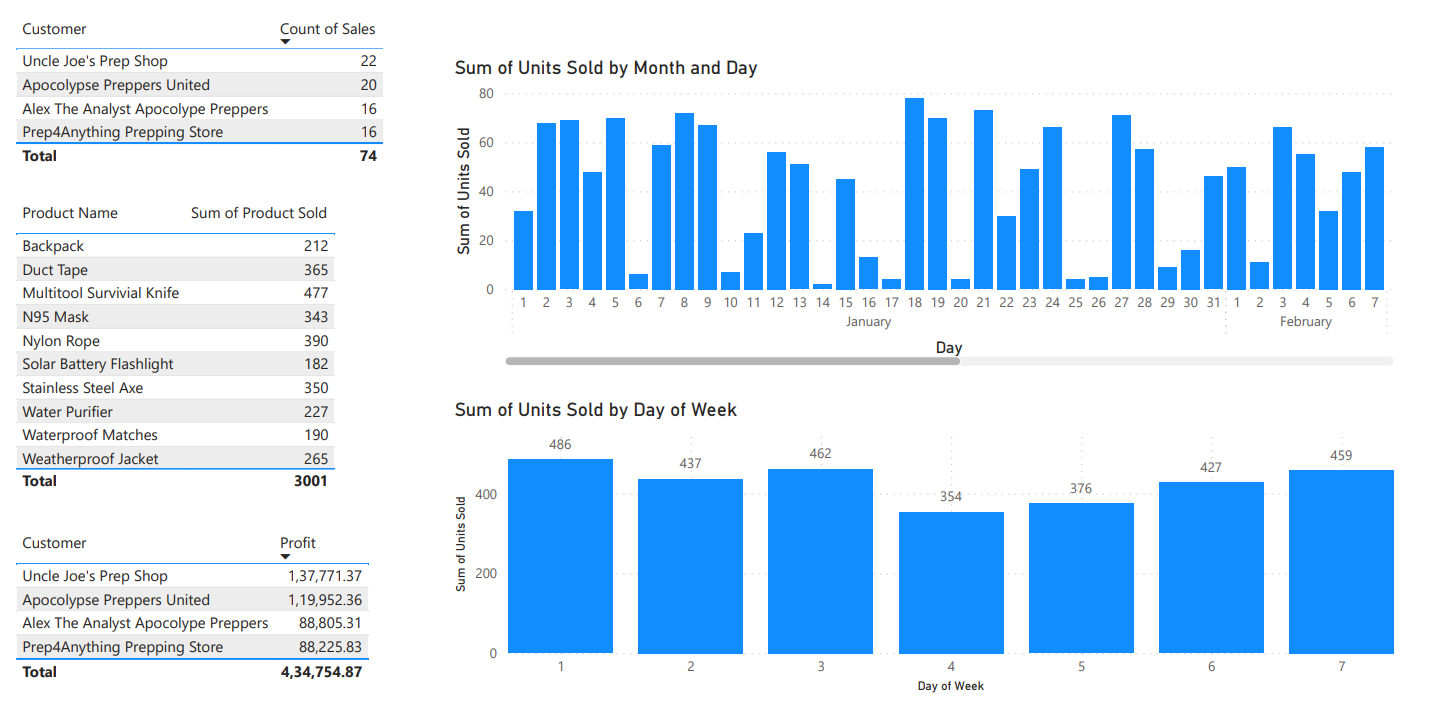 Customer Count of Sales
Uncle Joe's Prep Shop 22
Apocolypse Preppers United 20
Alex The Analyst Apocolype Preppers 16
Prep4Anything Prepping Store 16
Total 74
Product Name Sum of Product Sold
Backpack 212
Duct Tape 365
Multitool Survivial Knife 477
N95 Mask 343
Nylon Rope 390
Solar Battery Flashlight 182
Stainless Steel Axe 350
Water Purifier 227
Waterproof Matches 190
Weatherproof Jacket 265
Total 3001
Customer Profit
Uncle Joe's Prep Shop 1,37,771.37
Apocolypse Preppers United 1,19,952.36
Alex The Analyst Apocolype Preppers 88,805.31
Prep4Anything Prepping Store 88,225.83
Total 4,34,754.87
Sum of Units Sold by Month and Day
Sum of Units Sold
80
60
40
20
0
1 2 3 4 5 6 7 8 9 10 11 12 13 14 15 16 17 18 19 20 21 22 23 24 25 26 27 28 29 30 31 1 2 3 4 5 6 7
January February
Day
Sum of Units Sold by Day of Week
Sum of Units Sold
400
200
0
486 437 462 354 376 427 459
1 2 3 4 5 6 7
Day of Week